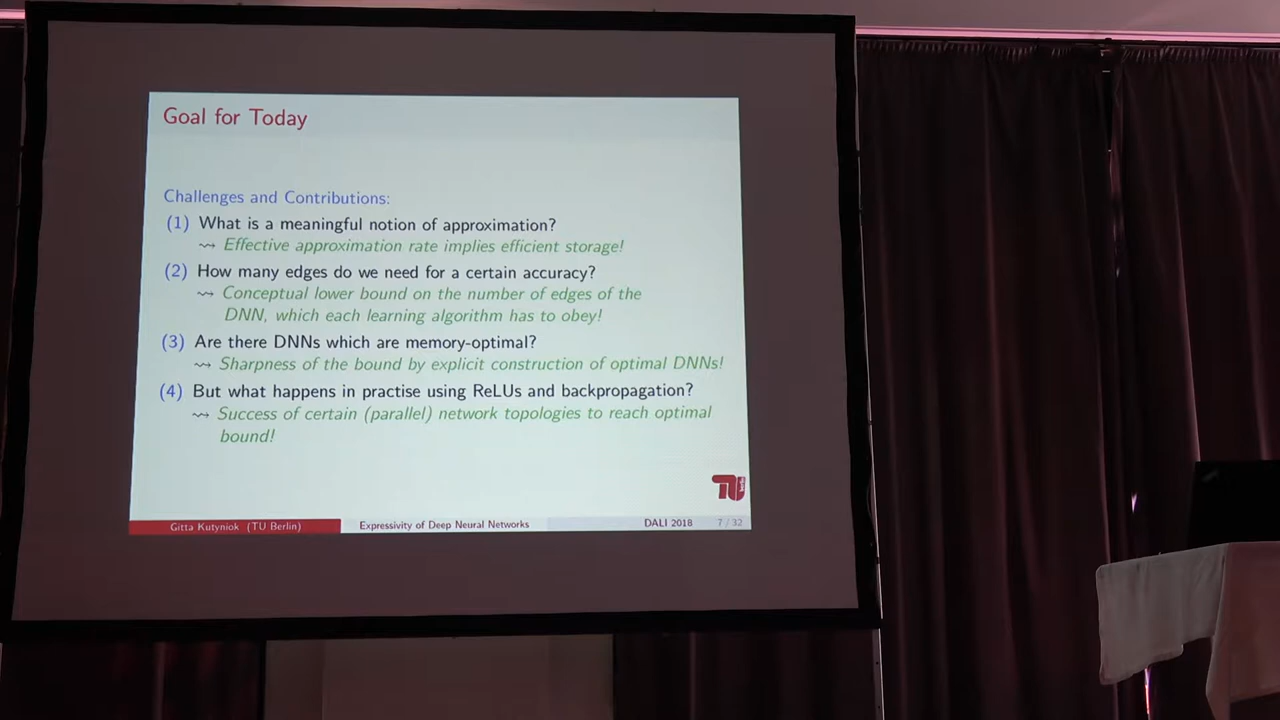 Goal for Today
Challenges and Contributions:
(1) What is a meaningful notion of approximation?
⇝ Effective approximation rate implies efficient storage!
(2) How many edges do we need for a certain accuracy?
⇝ Conceptual lower bound on the number of edges of the
DNN, which each learning algorithm has to obey!
(3) Are there DNNs which are memory-optimal?
⇝ Sharpness of the bound by explicit construction of optimal DNNs!
(4) But what happens in practise using ReLUs and backpropagation?
⇝ Success of certain (parallel) network topologies to reach optimal
bound!
TU
Gitta Kutyniok (TU Berlin) Expressivity of Deep Neural Networks DALI 2018 7 / 32